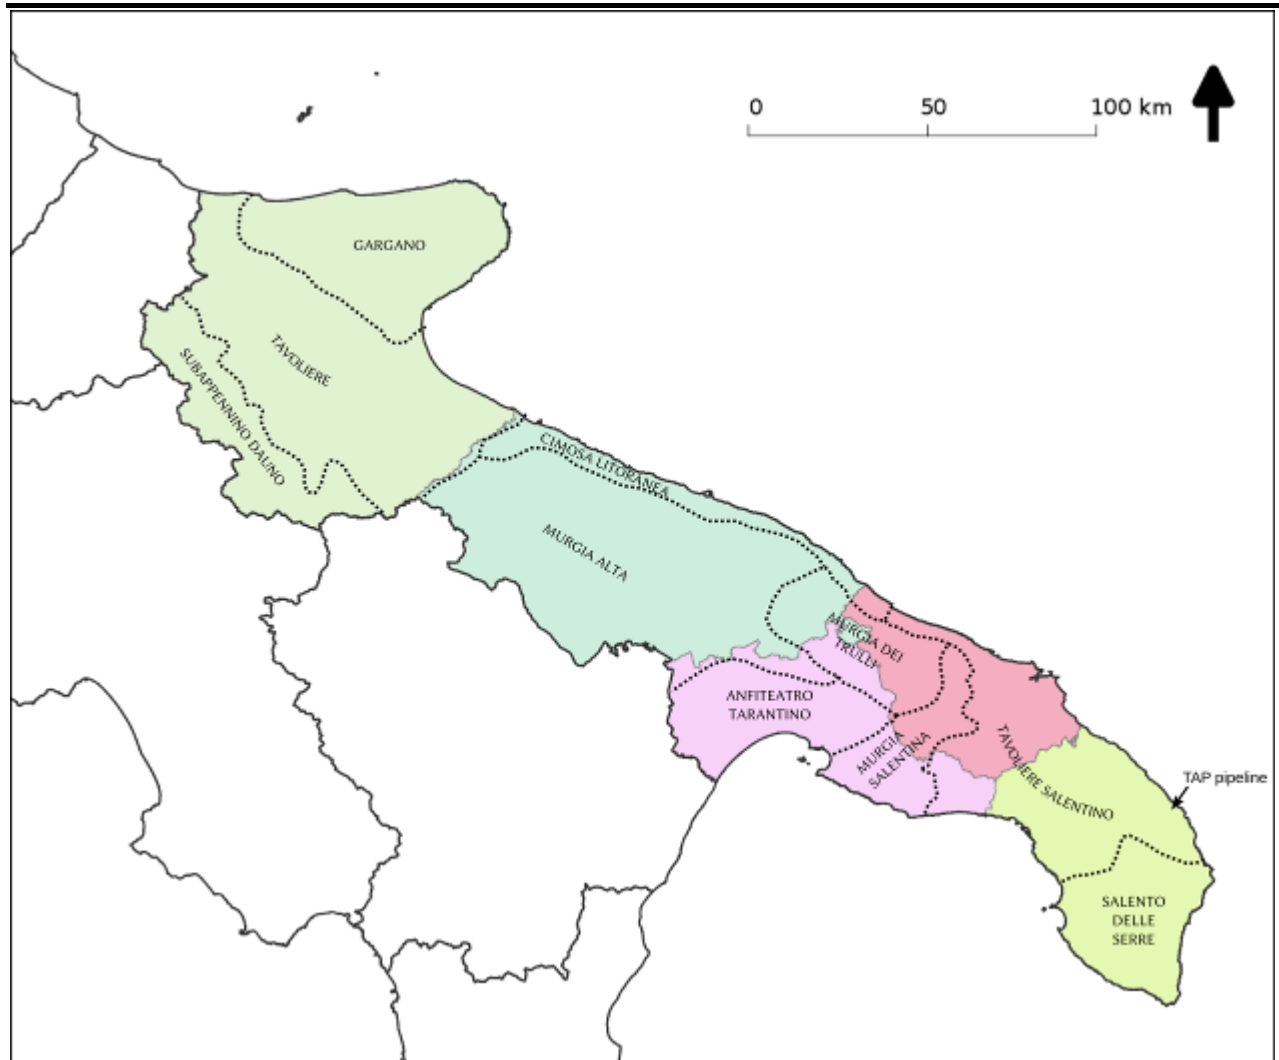 0 50 100 km
GARGANO
TAVOLIERE
SUBAPPENNINO DAUNO
CIMOSA LITORANEA
MURGIA ALTA
MURGIA DEI
TRULLI
ANFITEATRO
TARANTINO
MURGIA
SALENTINA
TAVOLIERE SALENTINO
TAP pipeline
SALENTO
DELLE
SERRE